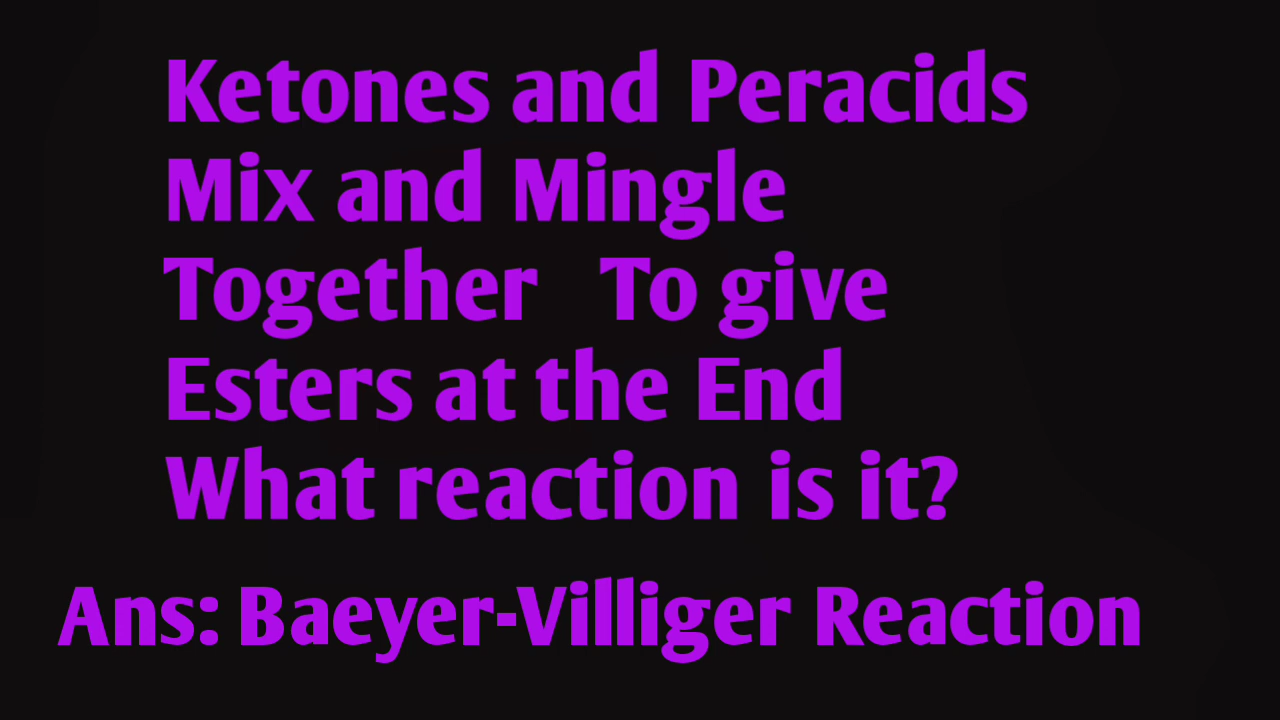 Ketones and Peracids
Mix and Mingle
Together To give
Esters at the End
What reaction is it?
Ans: Baeyer-Villiger Reaction